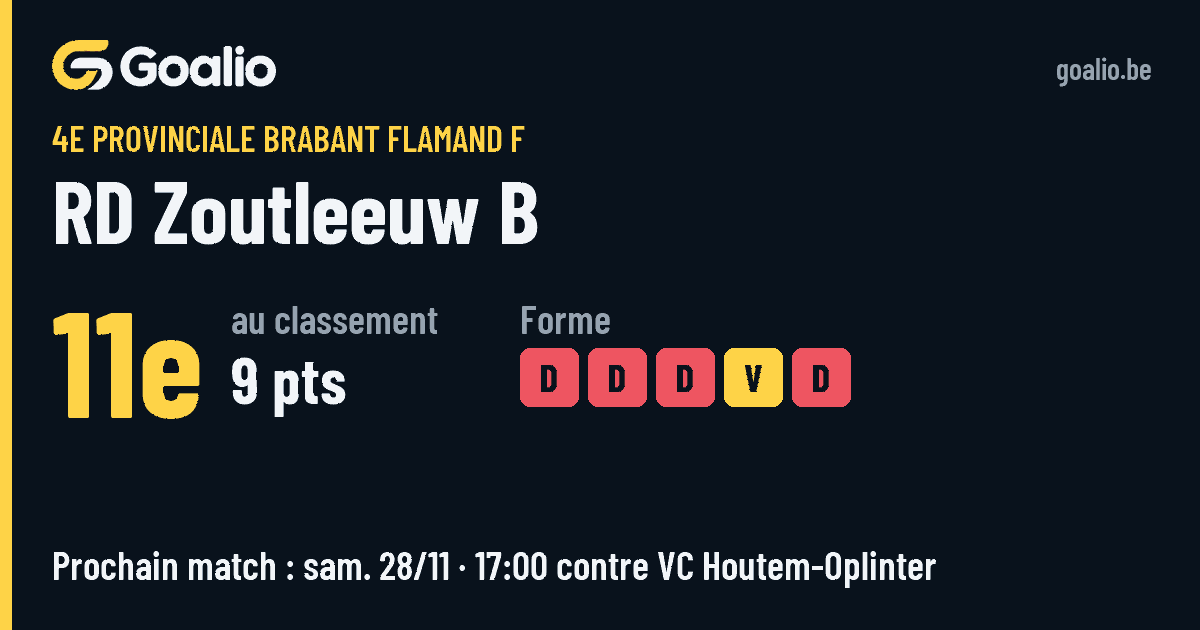 Goalio
goalio.be
4E PROVINCIALE BRABANT FLAMAND F
RD Zoutleeuw B
11e
au classement
9 pts
Forme
D D D V D
Prochain match : sam. 28/11 · 17:00 contre VC Houtem-Oplinter